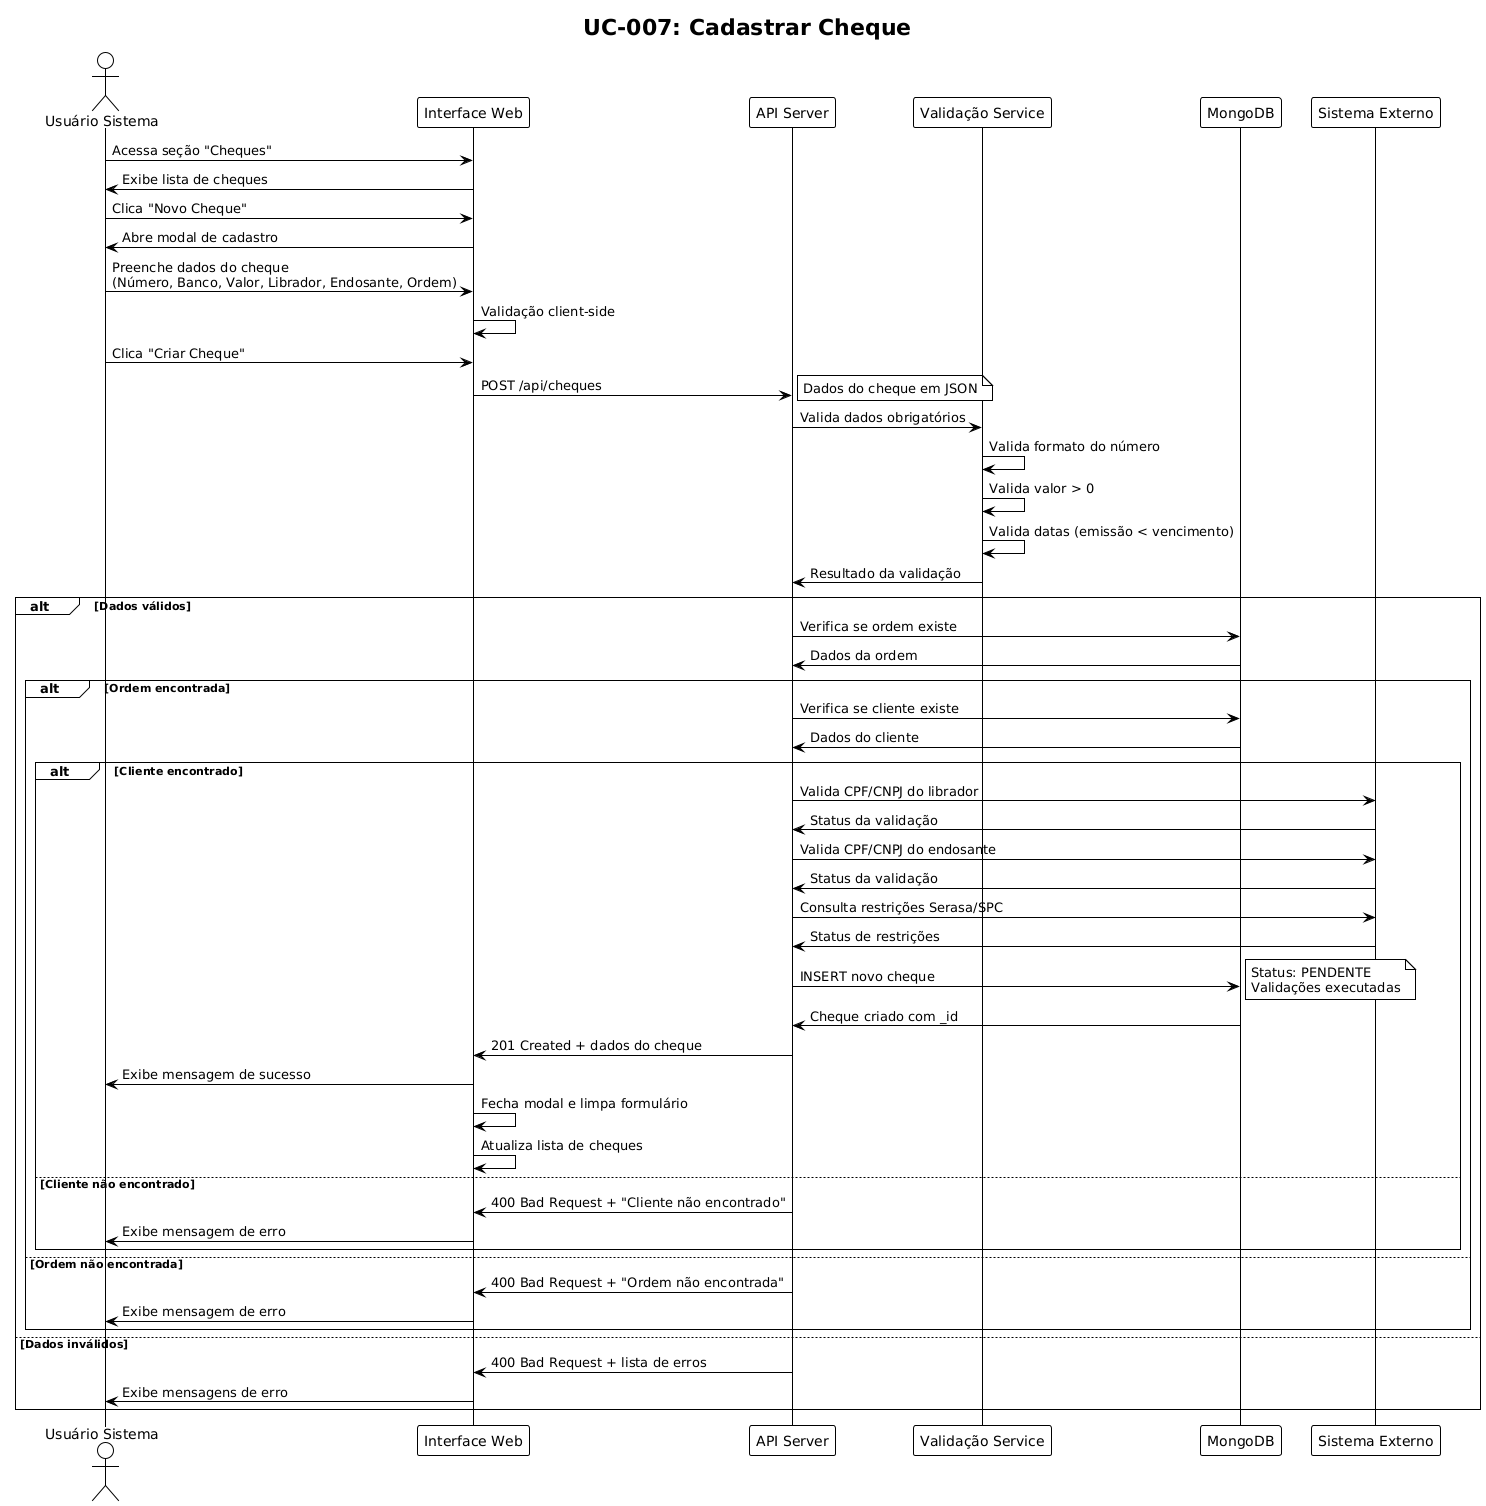 UC-007: Cadastrar Cheque
Usuário Sistema
Interface Web
API Server
Validação Service
MongoDB
Sistema Externo
Acessa seção "Cheques"
Exibe lista de cheques
Clica "Novo Cheque"
Abre modal de cadastro
Preenche dados do cheque
(Número, Banco, Valor, Librador, Endosante, Ordem)
Validação client-side
Clica "Criar Cheque"
POST /api/cheques
Dados do cheque em JSON
Valida dados obrigatórios
Valida formato do número
Valida valor > 0
Valida datas (emissão < vencimento)
Resultado da validação
alt
[Dados válidos]
Verifica se ordem existe
Dados da ordem
alt
[Ordem encontrada]
Verifica se cliente existe
Dados do cliente
alt
[Cliente encontrado]
Valida CPF/CNPJ do librador
Status da validação
Valida CPF/CNPJ do endosante
Status da validação
Consulta restrições Serasa/SPC
Status de restrições
INSERT novo cheque
Status: PENDENTE
Validações executadas
Cheque criado com _id
201 Created + dados do cheque
Exibe mensagem de sucesso
Fecha modal e limpa formulário
Atualiza lista de cheques
[Cliente não encontrado]
400 Bad Request + "Cliente não encontrado"
Exibe mensagem de erro
[Ordem não encontrada]
400 Bad Request + "Ordem não encontrada"
Exibe mensagem de erro
[Dados inválidos]
400 Bad Request + lista de erros
Exibe mensagens de erro
Usuário Sistema
Interface Web
API Server
Validação Service
MongoDB
Sistema Externo